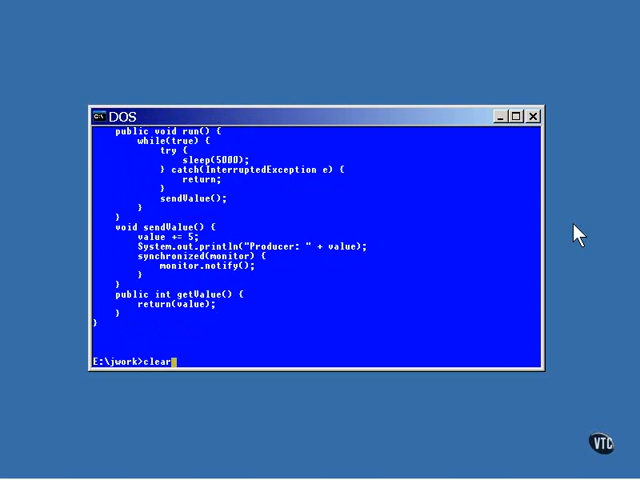 C:\
DOS
public void run() {
while(true) {
try {
sleep(5000);
} catch(InterruptedException e) {
return;
}
sendValue();
}
}
void sendValue() {
value += 5;
System.out.println("Producer: " + value);
synchronized(monitor) {
monitor.notify();
}
}
public int getValue() {
return(value);
}
}
E:\jwork>clear
VTC